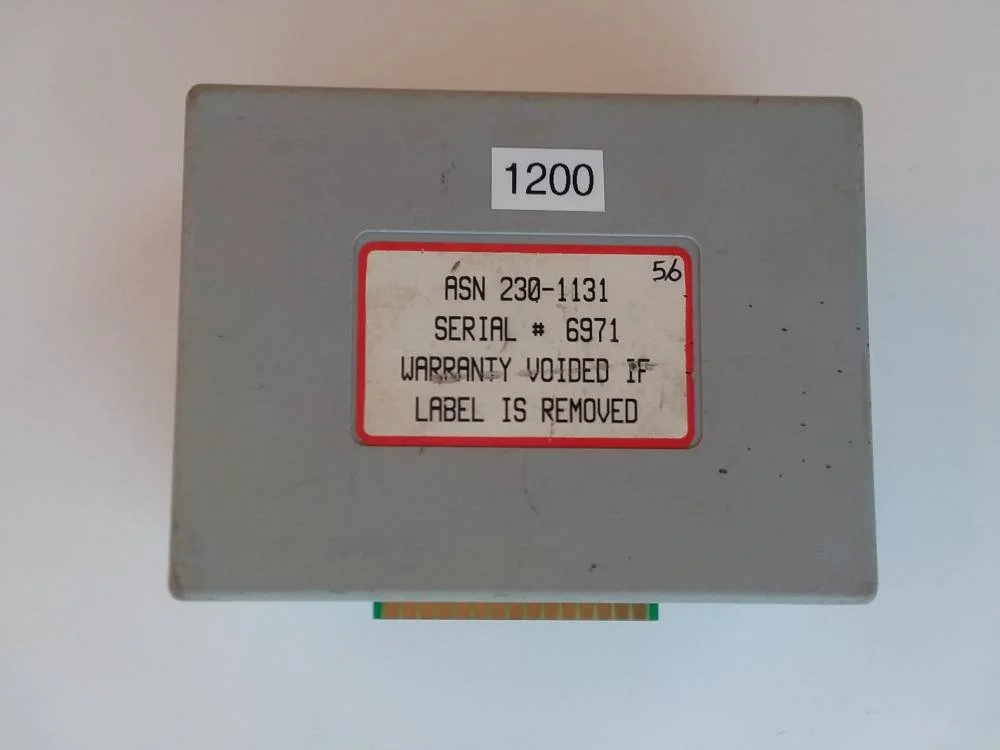 1200
56
ASN 230-1131
SERIAL # 6971
WARRANTY VOIDED IF
LABEL IS REMOVED